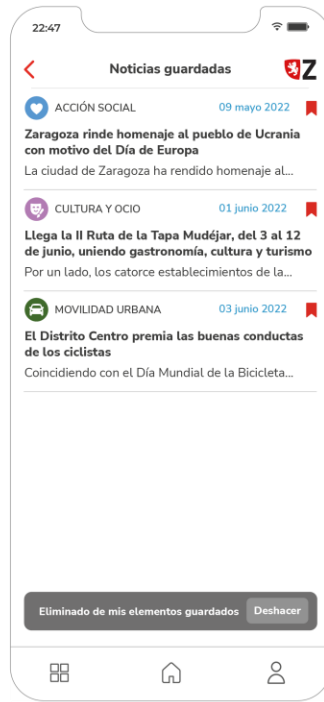 22:47
Noticias guardadas
Z
ACCIÓN SOCIAL
09 mayo 2022
Zaragoza rinde homenaje al pueblo de Ucrania
con motivo del Día de Europa
La ciudad de Zaragoza ha rendido homenaje al...
CULTURA Y OCIO
01 junio 2022
Llega la II Ruta de la Tapa Mudéjar, del 3 al 12
de junio, uniendo gastronomía, cultura y turismo
Por un lado, los catorce establecimientos de la...
MOVILIDAD URBANA
03 junio 2022
El Distrito Centro premia las buenas conductas
de los ciclistas
Coincidiendo con el Día Mundial de la Bicicleta...
Eliminado de mis elementos guardados
Deshacer